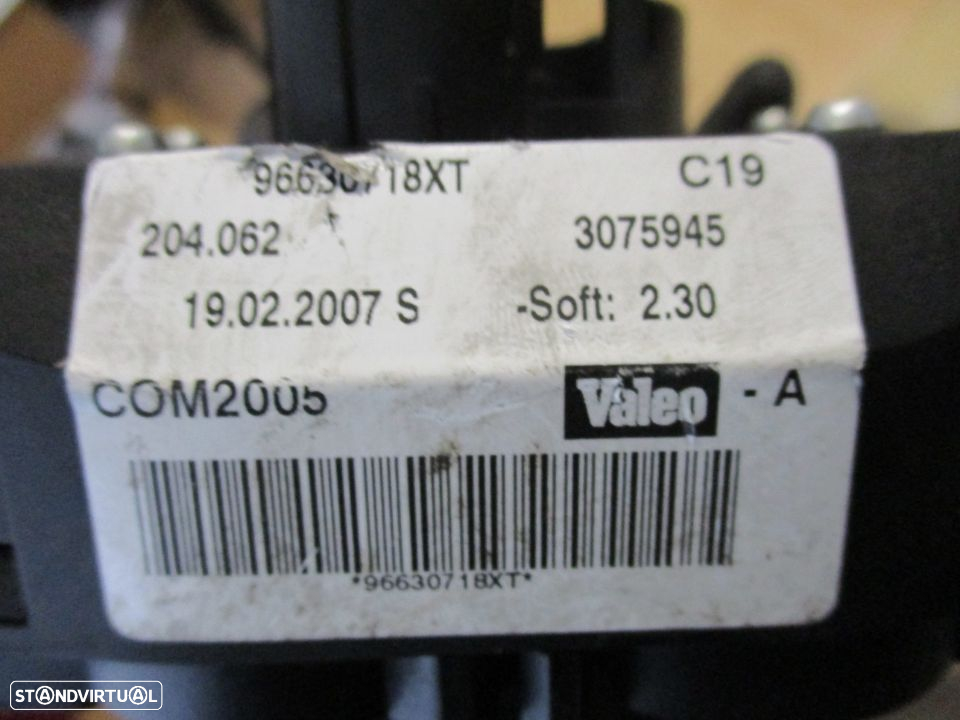 96630718XT C19
204.062 3075945
19.02.2007 S -Soft: 2.30
COM2005 Valeo - A
*96630718XT*
STANDVIRTUAL